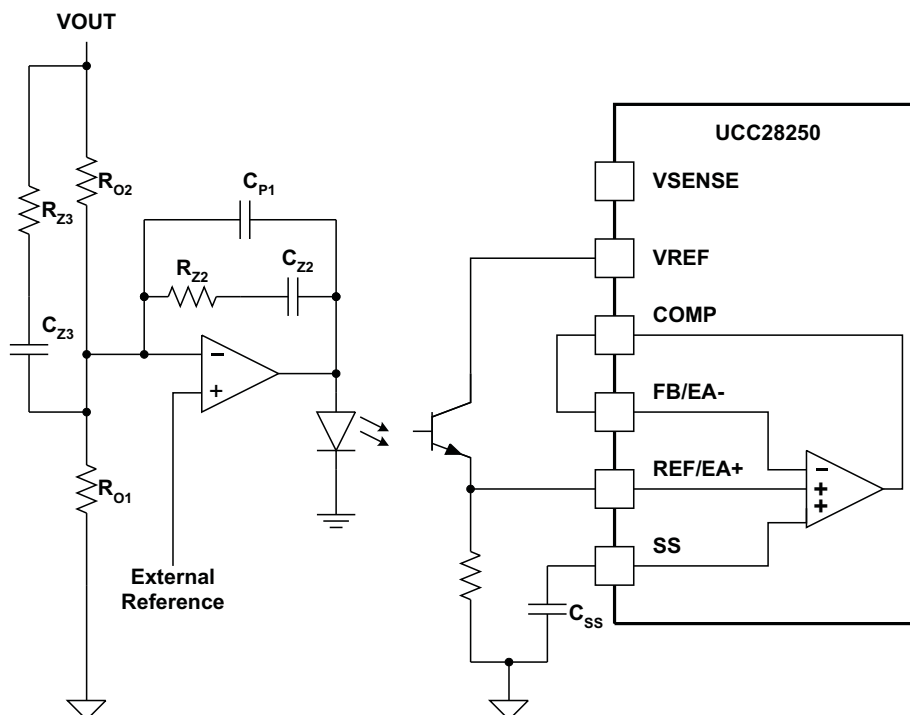 VOUT
UCC28250
VSENSE
VREF
COMP
FB/EA-
REF/EA+
SS
RO2
RZ3
CP1
RZ2
CZ2
CZ3
−
+
RO1
External
Reference
−
+
+
CSS